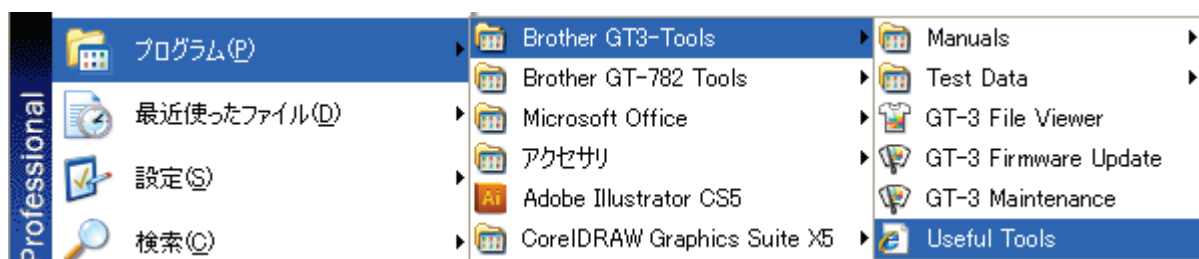 Professional
プログラム(P)
最近使ったファイル(D)
設定(S)
検索(C)
Brother GT3-Tools
Brother GT-782 Tools
Microsoft Office
アクセサリ
Adobe Illustrator CS5
CorelDRAW Graphics Suite X5
Manuals
Test Data
GT-3 File Viewer
GT-3 Firmware Update
GT-3 Maintenance
Useful Tools